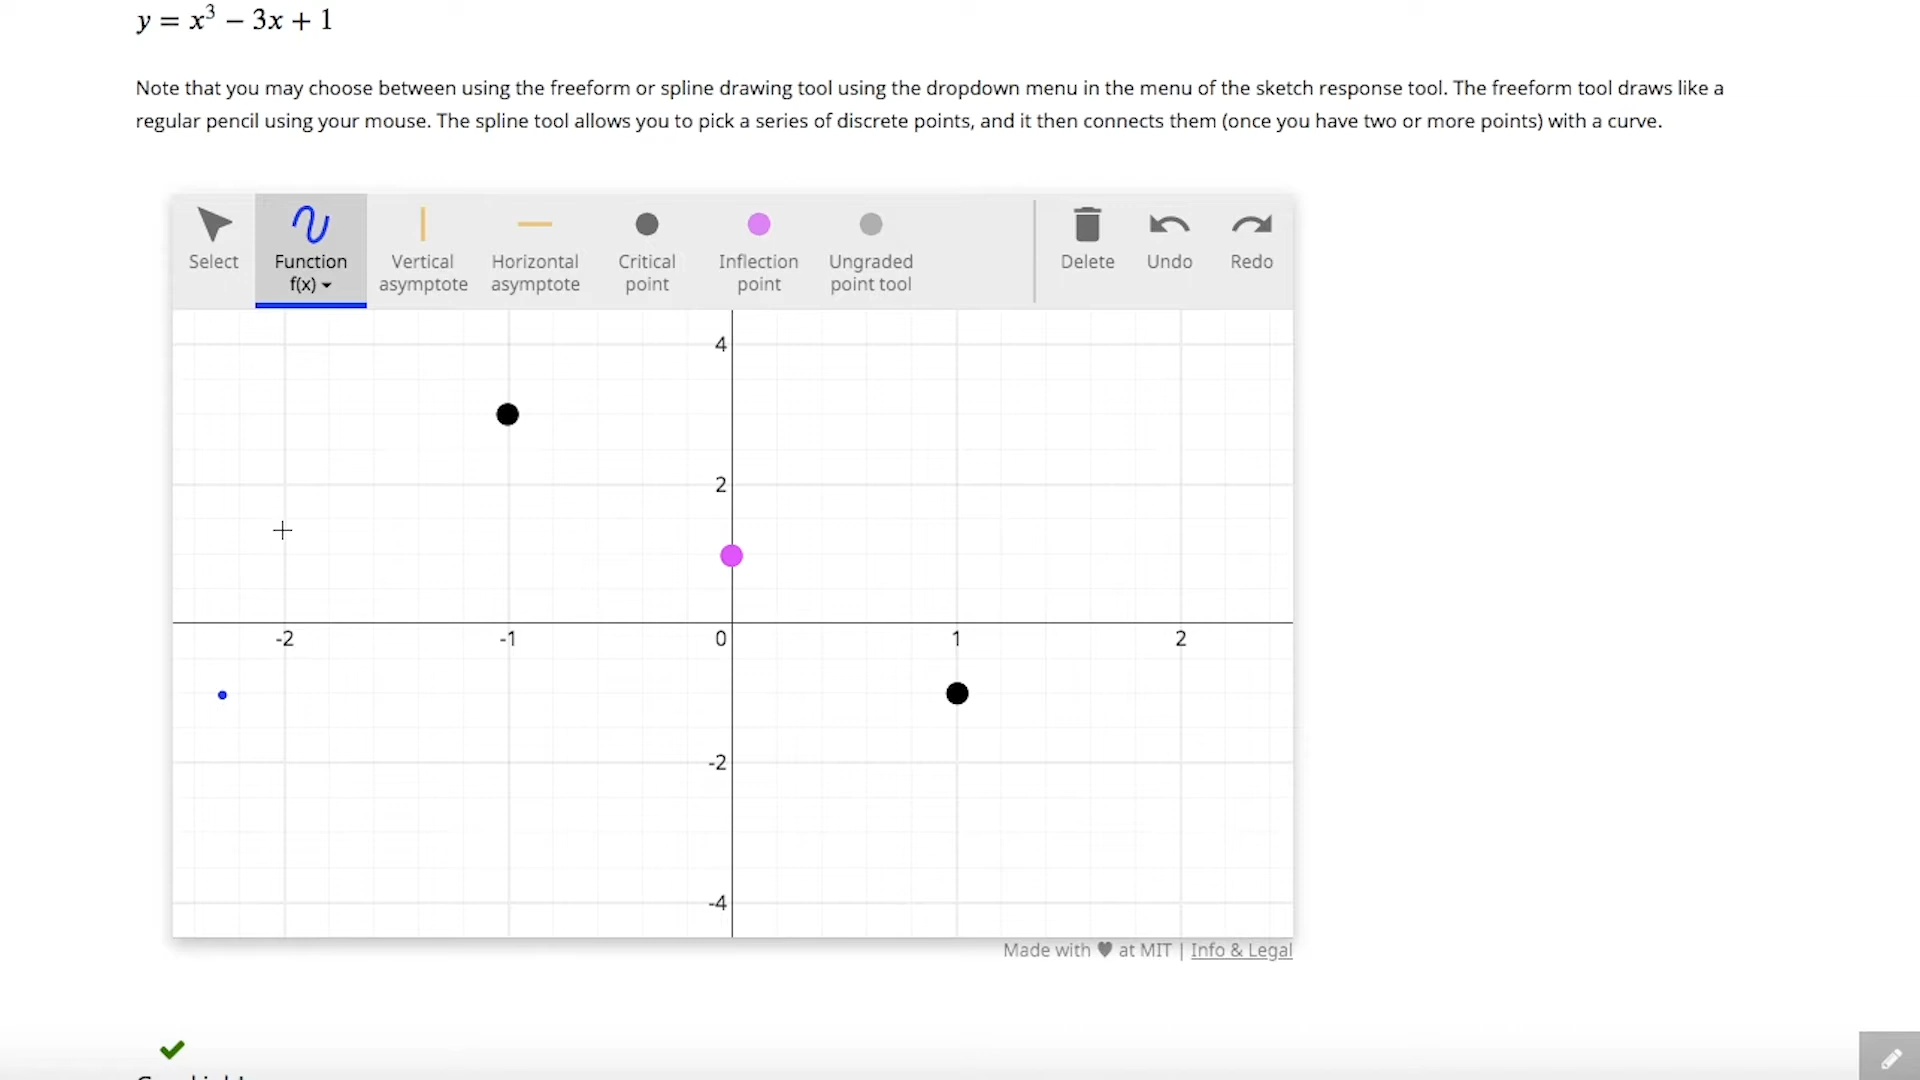 y = x³ − 3x + 1
Note that you may choose between using the freeform or spline drawing tool using the dropdown menu in the menu of the sketch response tool. The freeform tool draws like a
regular pencil using your mouse. The spline tool allows you to pick a series of discrete points, and it then connects them (once you have two or more points) with a curve.
Select
Function
f(x)
Vertical
asymptote
Horizontal
asymptote
Critical
point
Inflection
point
Ungraded
point tool
Delete
Undo
Redo
4
2
-2
-1
0
1
2
-2
-4
Made with ♥ at MIT | Info & Legal